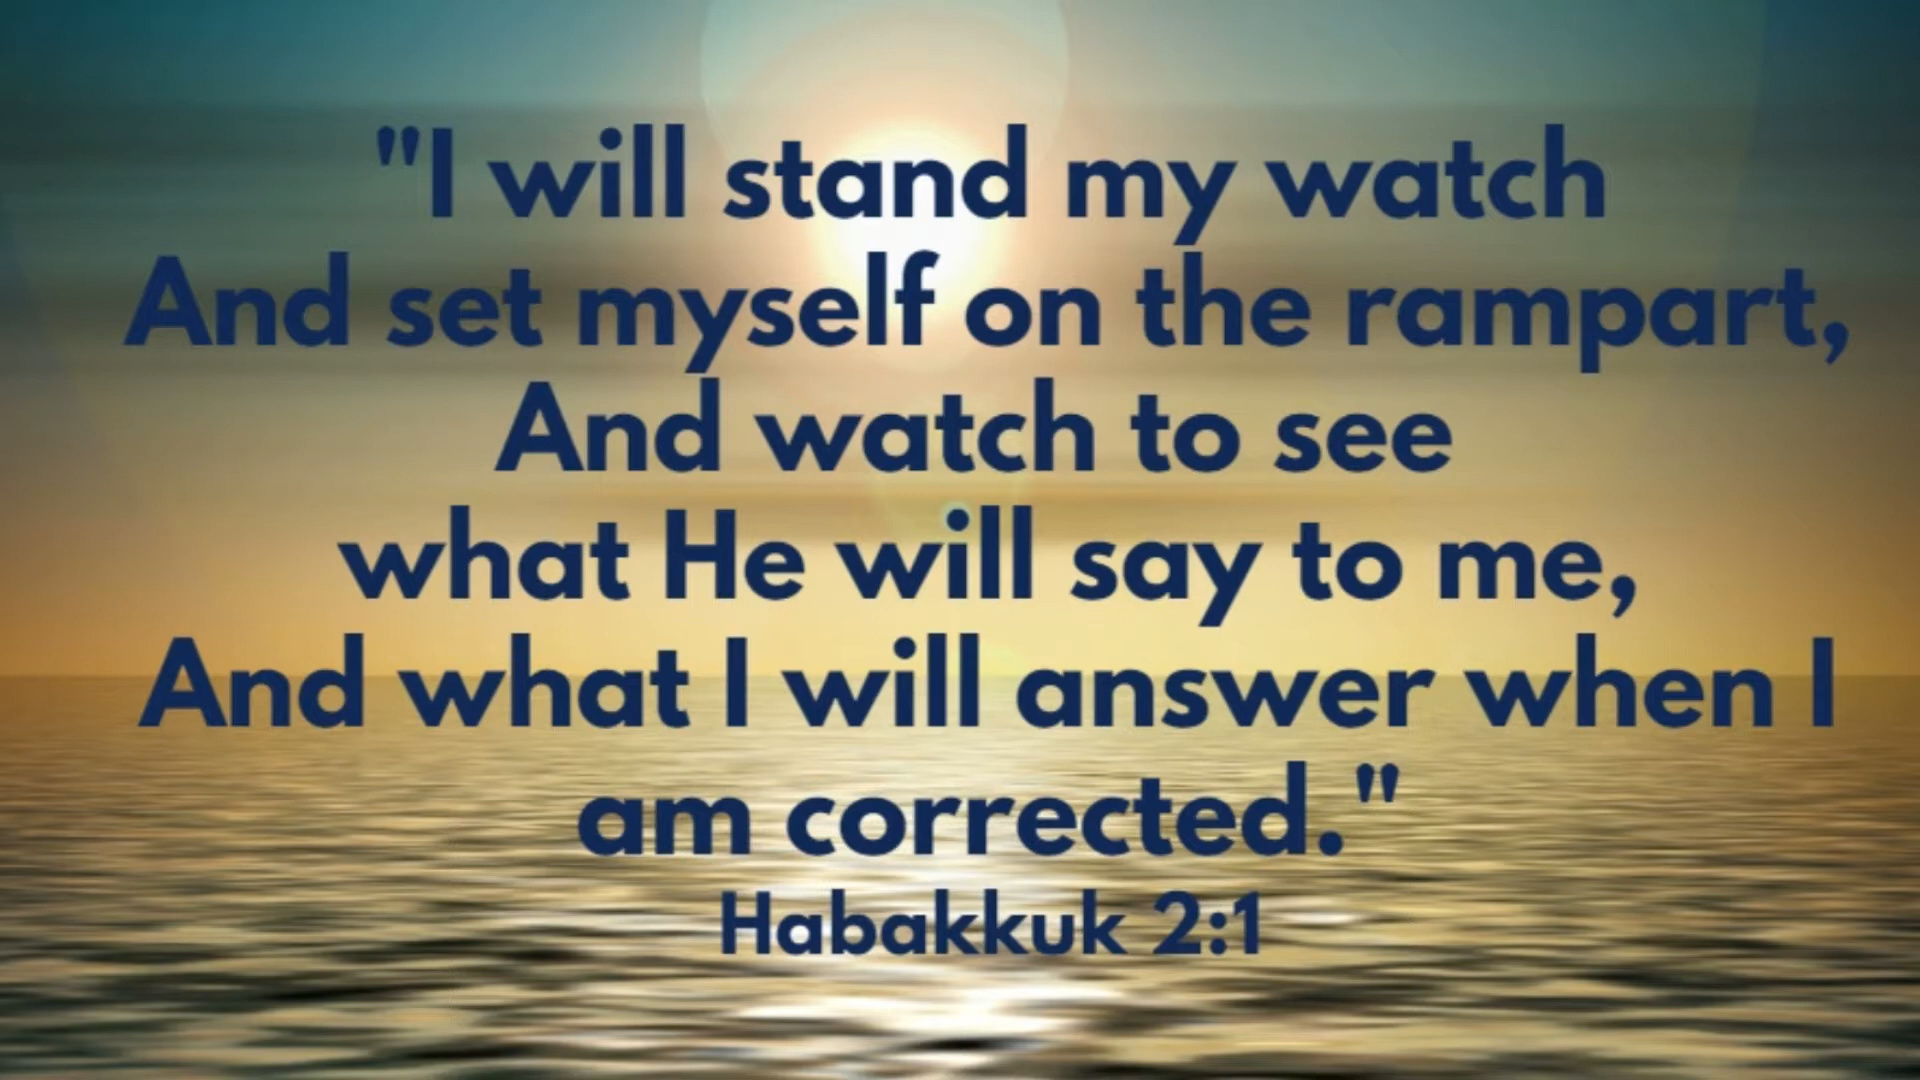 "I will stand my watch
And set myself on the rampart,
And watch to see
what He will say to me,
And what I will answer when I
am corrected."
Habakkuk 2:1